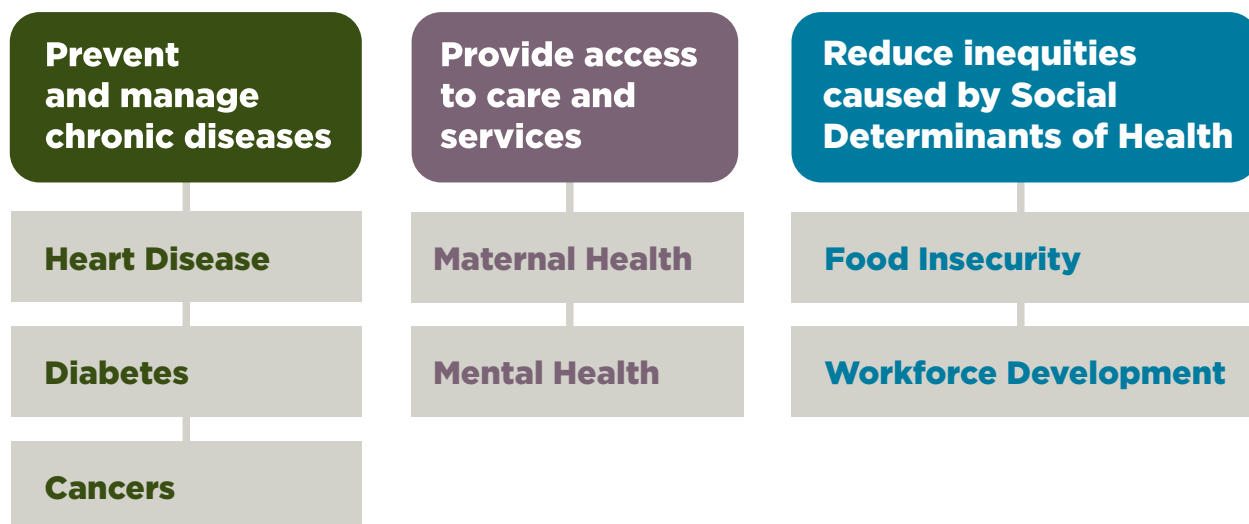 Prevent
and manage
chronic diseases
Heart Disease
Diabetes
Cancers
Provide access
to care and
services
Maternal Health
Mental Health
Reduce inequities
caused by Social
Determinants of Health
Food Insecurity
Workforce Development